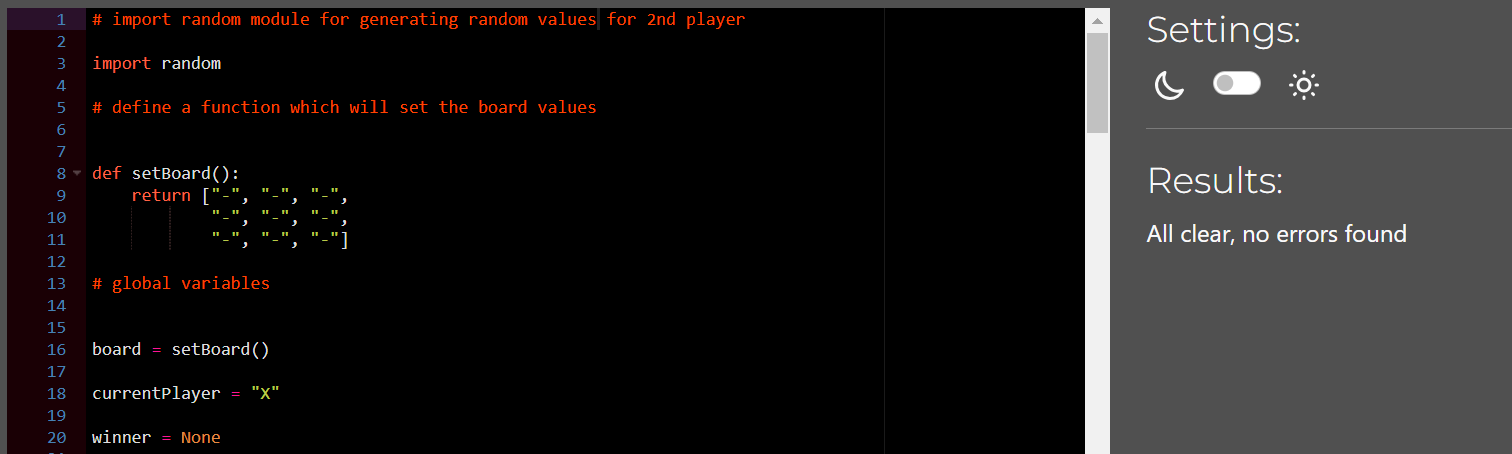 1 # import random module for generating random values for 2nd player
2
3 import random
4
5 # define a function which will set the board values
6
7
8 def setBoard():
9     return ["-", "-", "-",
10             "-", "-", "-",
11             "-", "-", "-"]
12
13 # global variables
14
15
16 board = setBoard()
17
18 currentPlayer = "X"
19
20 winner = None
Settings:
Results:
All clear, no errors found